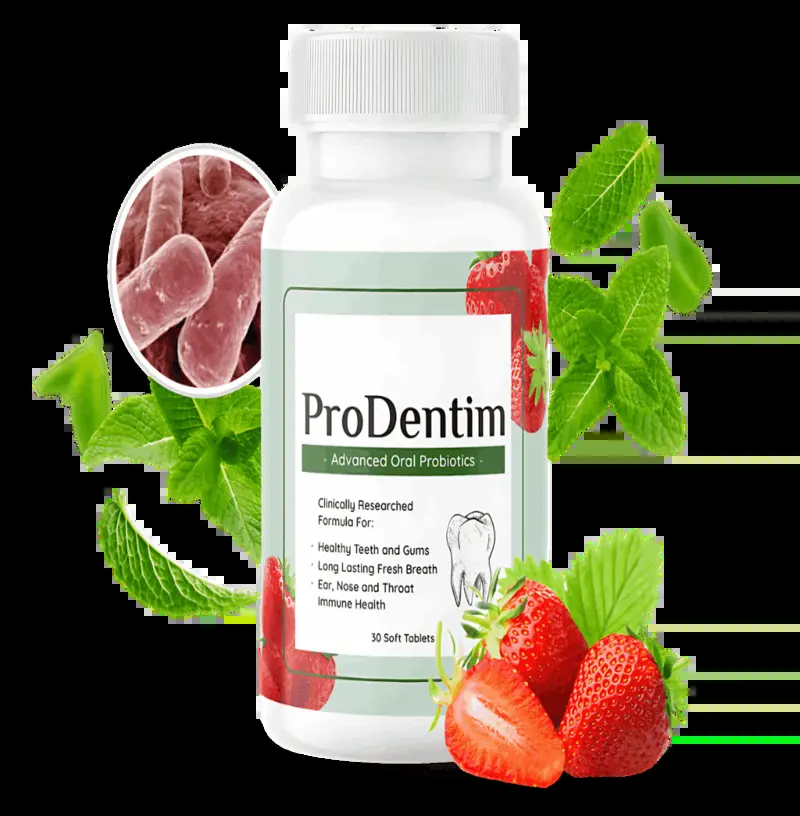 ProDentim
· Advanced Oral Probiotics ·
Clinically Researched
Formula For:
· Healthy Teeth and Gums
· Long Lasting Fresh Breath
· Ear, Nose and Throat
Immune Health
30 Soft Tablets